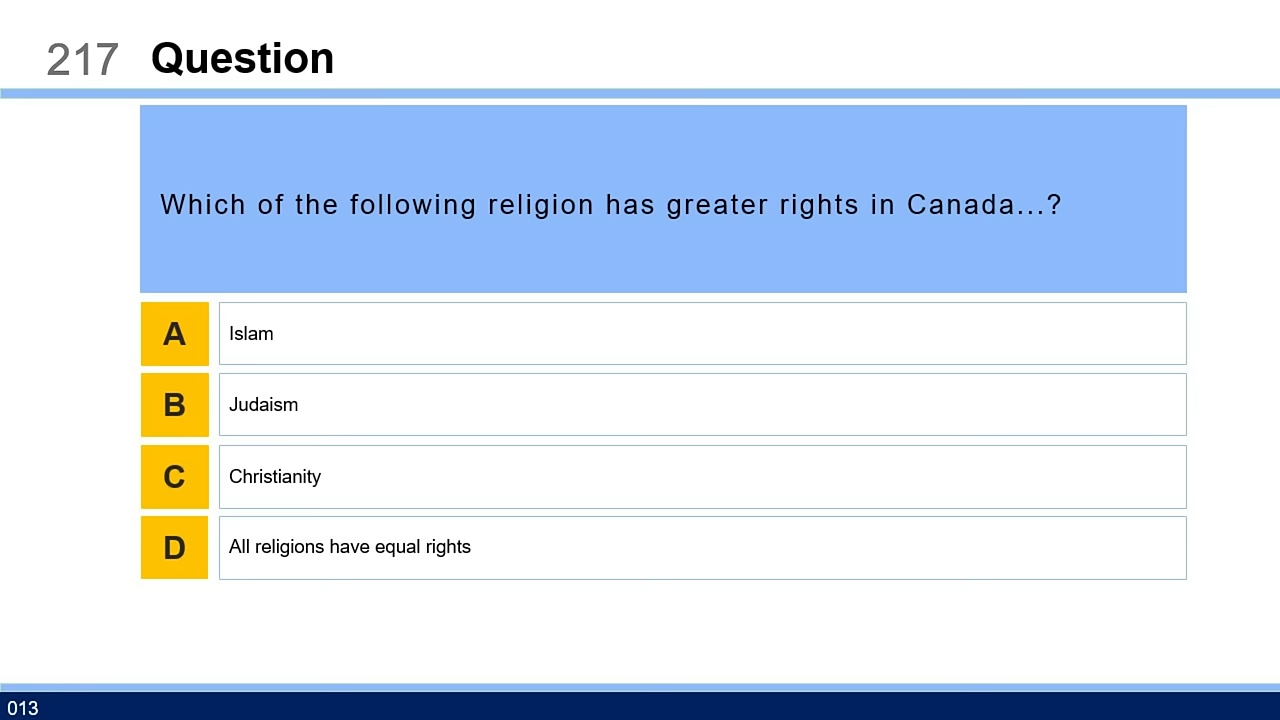 217 Question
Which of the following religion has greater rights in Canada...?
A Islam
B Judaism
C Christianity
D All religions have equal rights
013